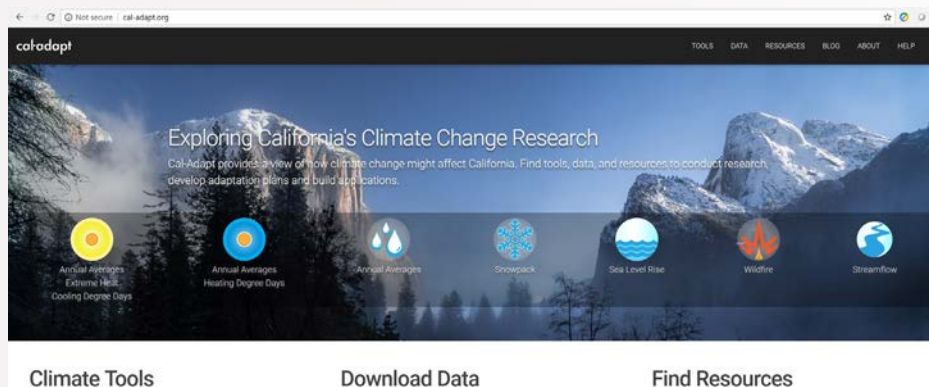 Not secure | cal-adapt.org
cal-adapt
TOOLS DATA RESOURCES BLOG ABOUT HELP
Exploring California's Climate Change Research
Cal-Adapt provides a view of how climate change might affect California. Find tools, data, and resources to conduct research,
develop adaptation plans and build applications.
Annual Averages
Extreme Heat
Cooling Degree Days
Annual Averages
Heating Degree Days
Annual Averages
Snowpack
Sea Level Rise
Wildfire
Streamflow
Climate Tools
Download Data
Find Resources